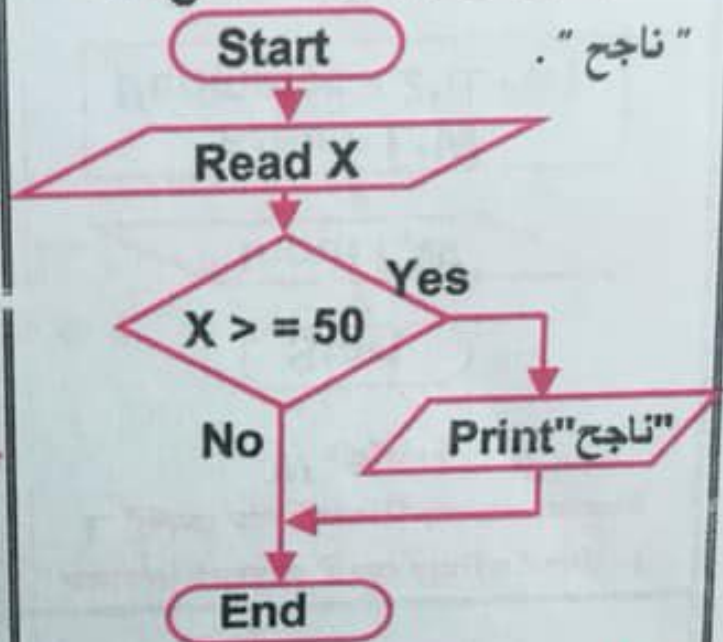 Start
" ناجح " .
Read X
Yes
X > = 50
No
Print"ناجح"
End